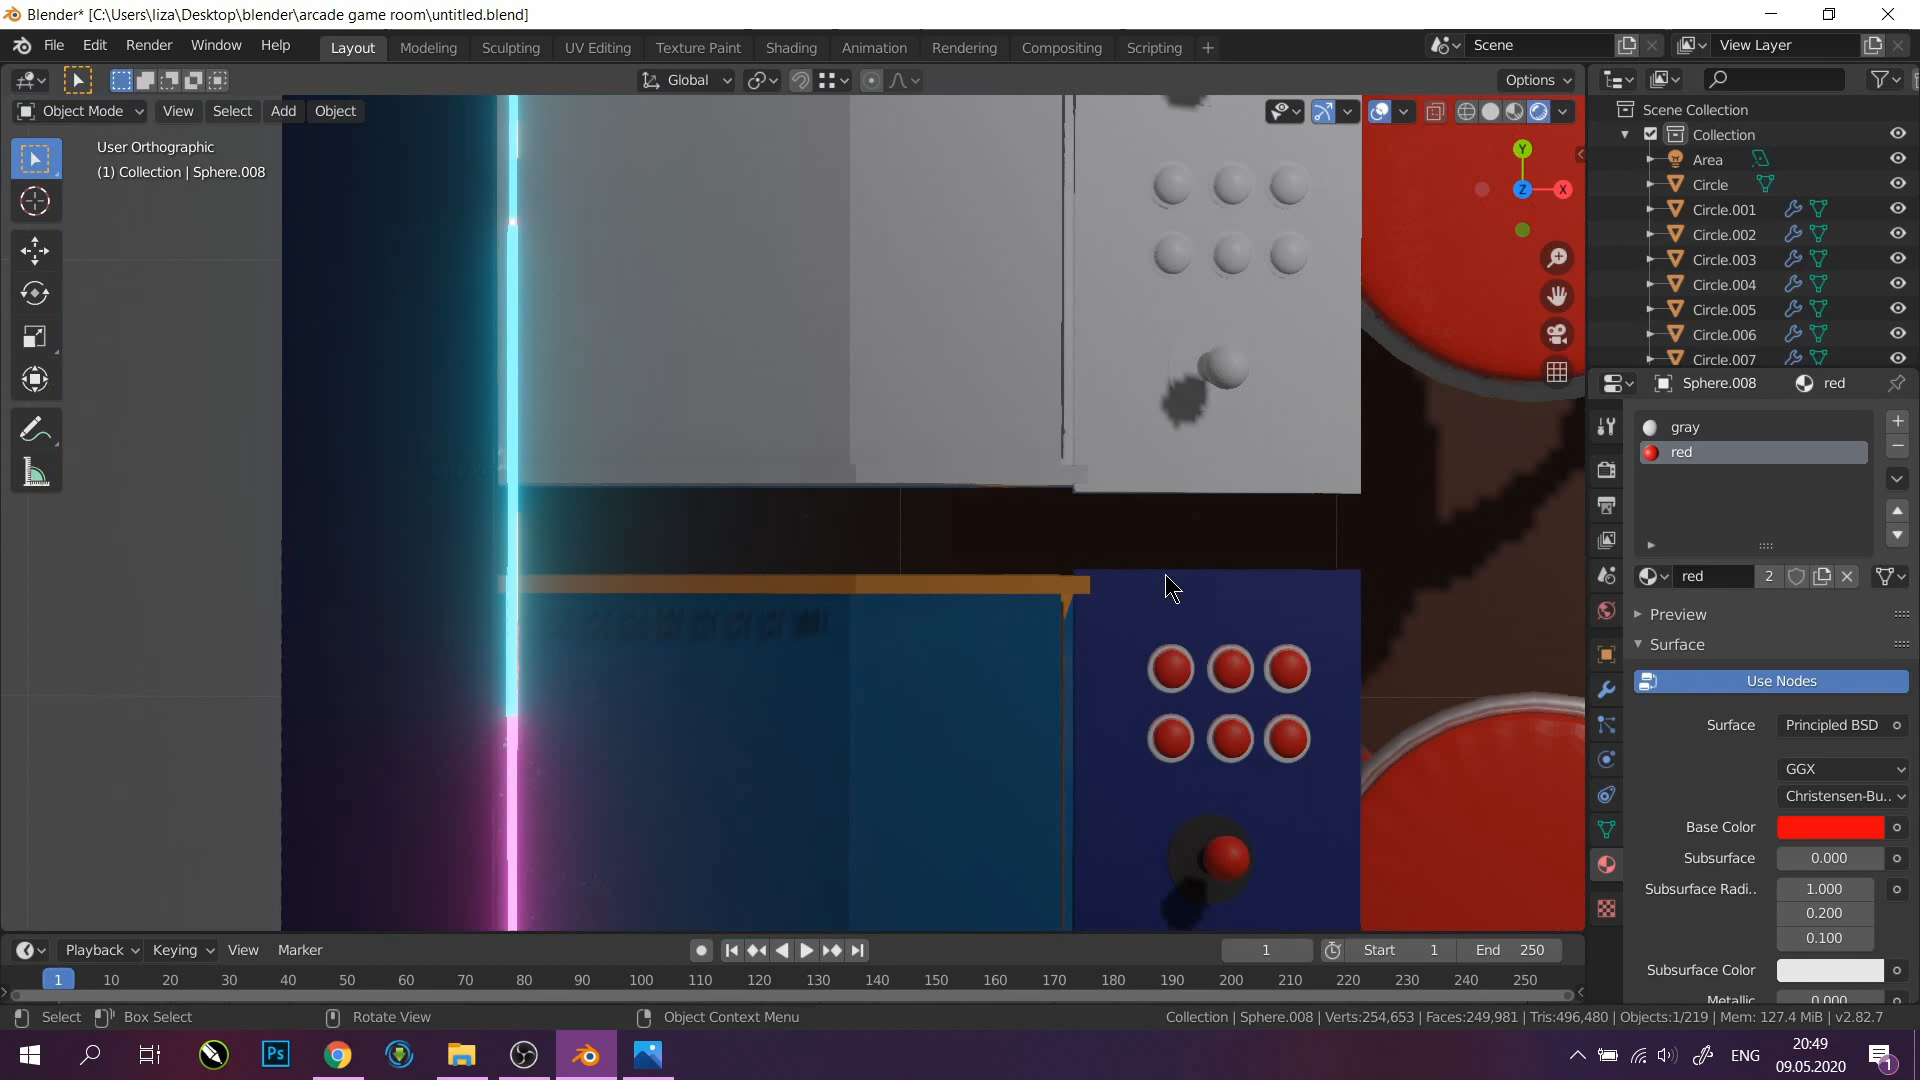 Blender* [C:\Users\liza\Desktop\blender\arcade game room\untitled.blend]
File Edit Render Window Help
Layout Modeling Sculpting UV Editing Texture Paint Shading Animation Rendering Compositing Scripting +
Scene
View Layer
Global
Options
Object Mode View Select Add Object
User Orthographic
(1) Collection | Sphere.008
Y
Z
X
Scene Collection
Collection
Area
Circle
Circle.001
Circle.002
Circle.003
Circle.004
Circle.005
Circle.006
Circle.007
Sphere.008 red
gray
red
red 2
Preview
Surface
Use Nodes
Surface Principled BSD
GGX
Christensen-Bu..
Base Color
Subsurface 0.000
Subsurface Radi.. 1.000
0.200
0.100
Subsurface Color
Metallic 0.000
Playback Keying View Marker
1 Start 1 End 250
1 10 20 30 40 50 60 70 80 90 100 110 120 130 140 150 160 170 180 190 200 210 220 230 240 250
Select Box Select Rotate View Object Context Menu
Collection | Sphere.008 | Verts:254,653 | Faces:249,981 | Tris:496,480 | Objects:1/219 | Mem: 127.4 MiB | v2.82.7
Ps
ENG
20:49
09.05.2020
1